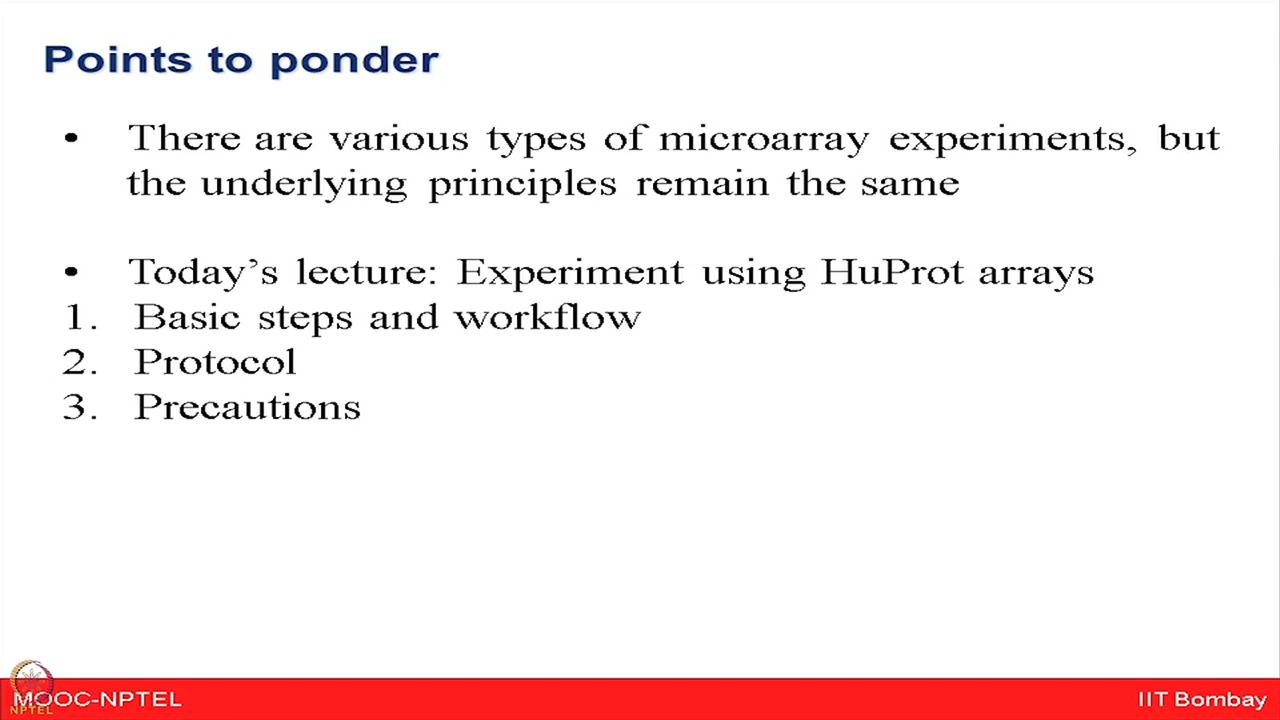 Points to ponder
• There are various types of microarray experiments, but
the underlying principles remain the same
• Today’s lecture: Experiment using HuProt arrays
1. Basic steps and workflow
2. Protocol
3. Precautions
MOOC-NPTEL
NPTEL
IIT Bombay